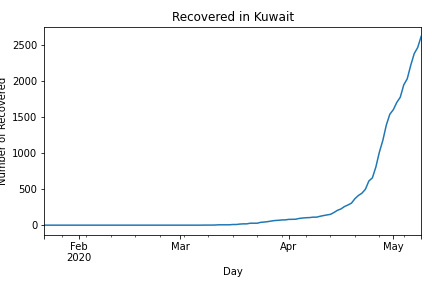 Recovered in Kuwait
Number of Recovered
2500
2000
1500
1000
500
0
Feb
2020
Mar
Apr
May
Day